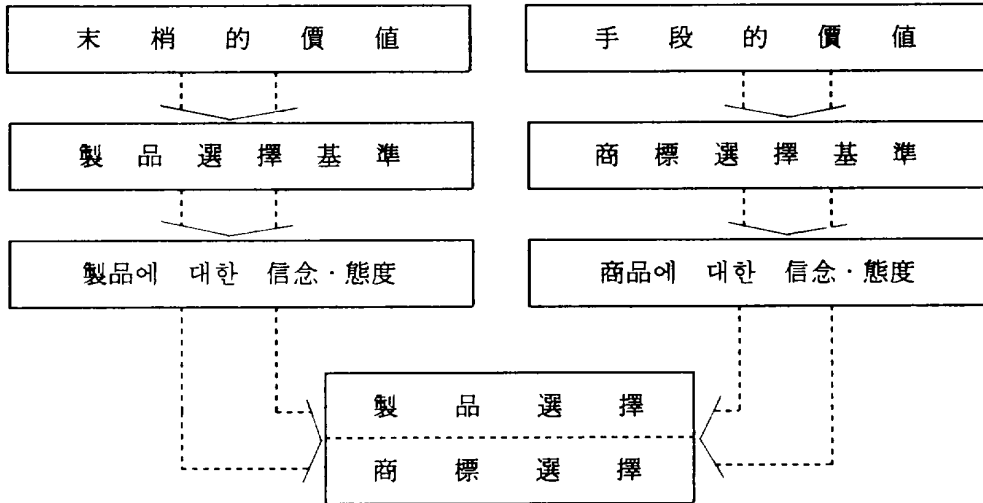 末梢的價値
手段的價値
製品選擇基準
商標選擇基準
製品에 대한 信念·態度
商品에 대한 信念·態度
製品選擇
商標選擇